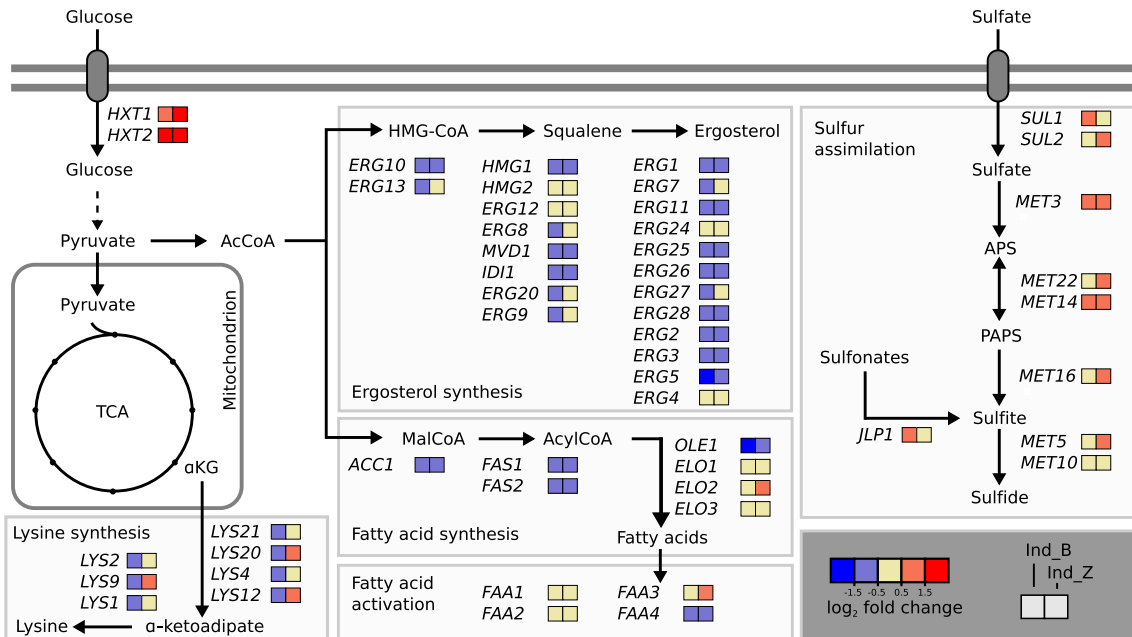 Glucose
Sulfate
HXT1
HXT2
Glucose
Pyruvate
AcCoA
Pyruvate
Mitochondrion
TCA
αKG
HMG-CoA
Squalene
Ergosterol
ERG10
ERG13
HMG1
HMG2
ERG12
ERG8
MVD1
IDI1
ERG20
ERG9
ERG1
ERG7
ERG11
ERG24
ERG25
ERG26
ERG27
ERG28
ERG2
ERG3
ERG5
ERG4
Ergosterol synthesis
MalCoA
AcylCoA
ACC1
FAS1
FAS2
OLE1
ELO1
ELO2
ELO3
Fatty acid synthesis
Fatty acids
Fatty acid
activation
FAA1
FAA2
FAA3
FAA4
Lysine synthesis
LYS2
LYS9
LYS1
LYS21
LYS20
LYS4
LYS12
Lysine
α-ketoadipate
Sulfur
assimilation
SUL1
SUL2
Sulfate
MET3
APS
MET22
MET14
PAPS
Sulfonates
MET16
JLP1
Sulfite
MET5
MET10
Sulfide
-1.5 -0.5 0.5 1.5
log₂ fold change
Ind_B
Ind_Z